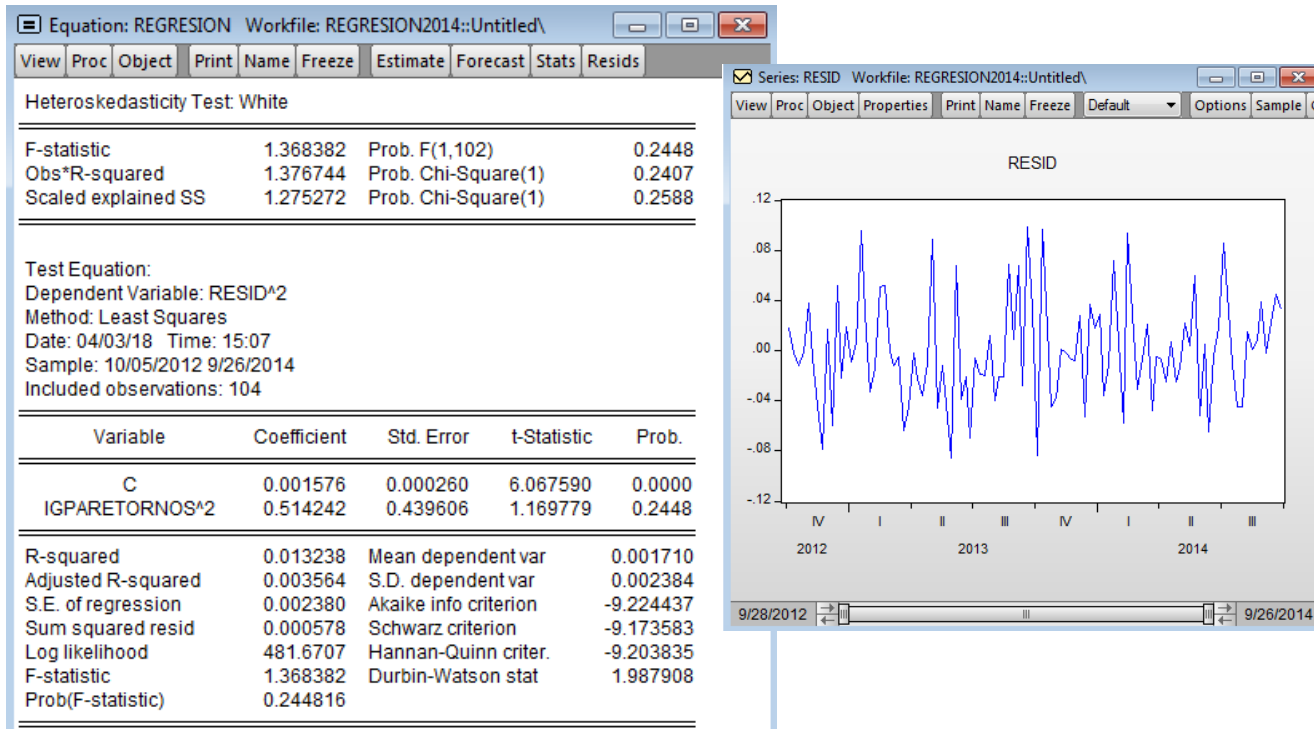 Equation: REGRESION Workfile: REGRESION2014::Untitled\
View Proc Object Print Name Freeze Estimate Forecast Stats Resids
Heteroskedasticity Test: White
F-statistic 1.368382 Prob. F(1,102) 0.2448
Obs*R-squared 1.376744 Prob. Chi-Square(1) 0.2407
Scaled explained SS 1.275272 Prob. Chi-Square(1) 0.2588
Test Equation:
Dependent Variable: RESID^2
Method: Least Squares
Date: 04/03/18 Time: 15:07
Sample: 10/05/2012 9/26/2014
Included observations: 104
Variable Coefficient Std. Error t-Statistic Prob.
C 0.001576 0.000260 6.067590 0.0000
IGPARETORNOS^2 0.514242 0.439606 1.169779 0.2448
R-squared 0.013238 Mean dependent var 0.001710
Adjusted R-squared 0.003564 S.D. dependent var 0.002384
S.E. of regression 0.002380 Akaike info criterion -9.224437
Sum squared resid 0.000578 Schwarz criterion -9.173583
Log likelihood 481.6707 Hannan-Quinn criter. -9.203835
F-statistic 1.368382 Durbin-Watson stat 1.987908
Prob(F-statistic) 0.244816
Series: RESID Workfile: REGRESION2014::Untitled\
View Proc Object Properties Print Name Freeze Default Options Sample
RESID
.12
.08
.04
.00
-.04
-.08
-.12
IV I II III IV I II III
2012 2013 2014
9/28/2012 9/26/2014